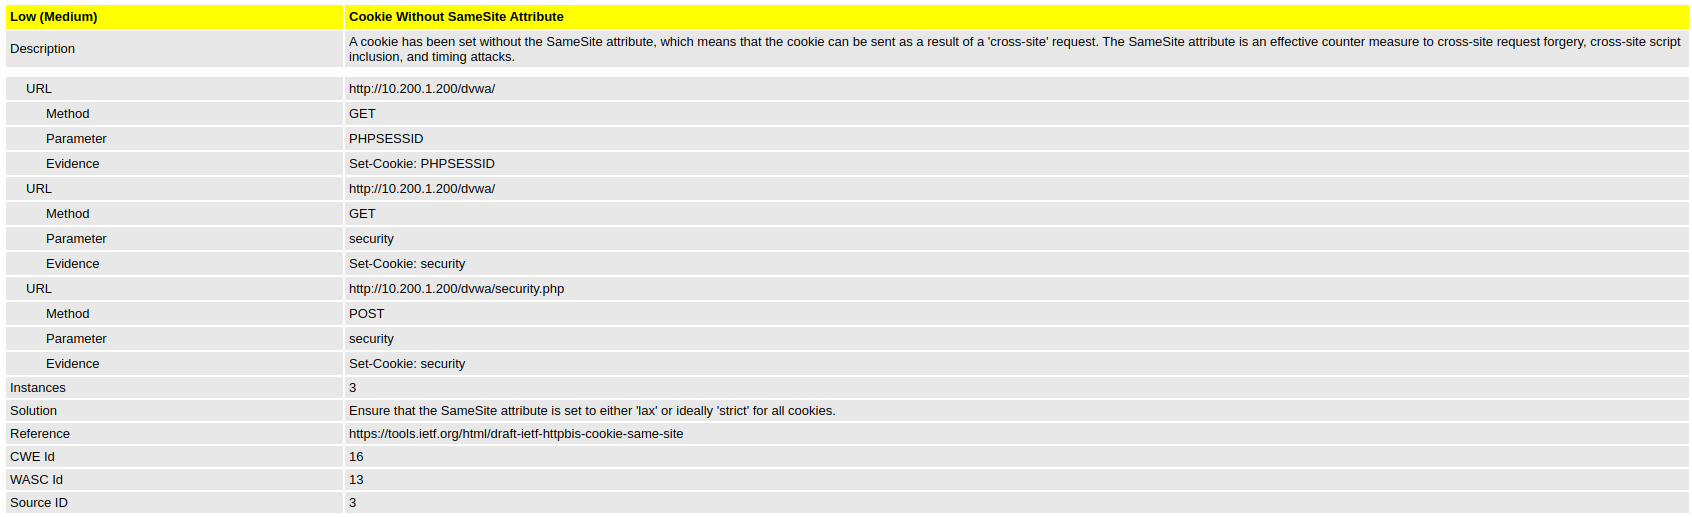 Low (Medium) Cookie Without SameSite Attribute
Description A cookie has been set without the SameSite attribute, which means that the cookie can be sent as a result of a 'cross-site' request. The SameSite attribute is an effective counter measure to cross-site request forgery, cross-site script
inclusion, and timing attacks.
URL http://10.200.1.200/dvwa/
Method GET
Parameter PHPSESSID
Evidence Set-Cookie: PHPSESSID
URL http://10.200.1.200/dvwa/
Method GET
Parameter security
Evidence Set-Cookie: security
URL http://10.200.1.200/dvwa/security.php
Method POST
Parameter security
Evidence Set-Cookie: security
Instances 3
Solution Ensure that the SameSite attribute is set to either 'lax' or ideally 'strict' for all cookies.
Reference https://tools.ietf.org/html/draft-ietf-httpbis-cookie-same-site
CWE Id 16
WASC Id 13
Source ID 3